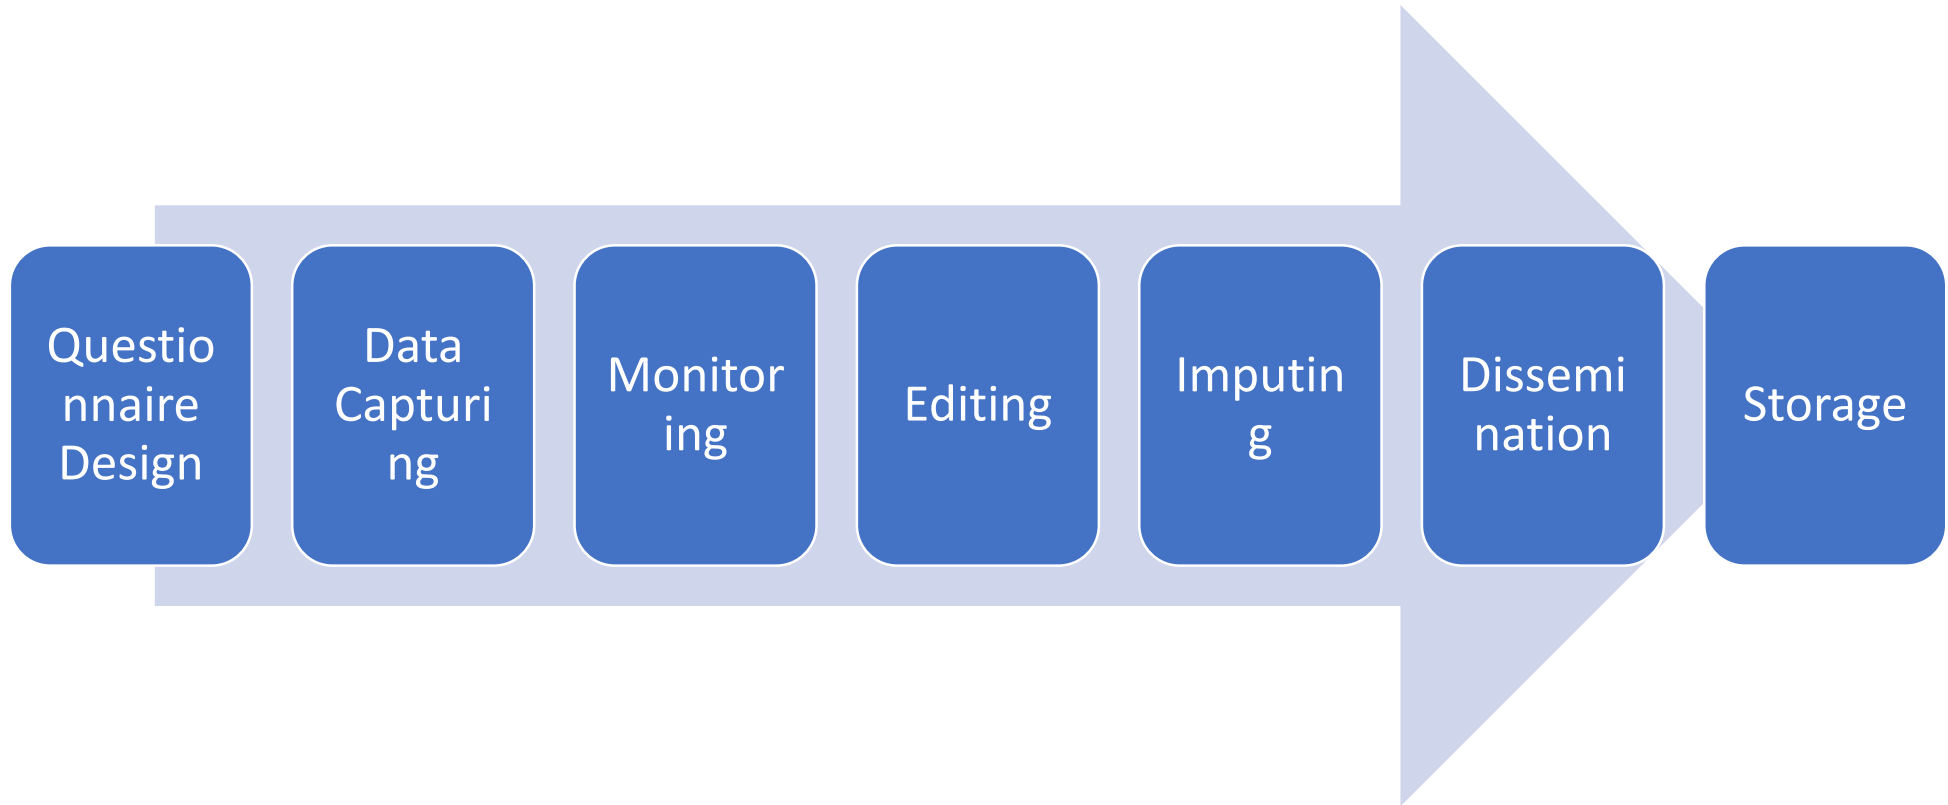 Questio
nnaire
Design
Data
Capturi
ng
Monitor
ing
Editing
Imputin
g
Dissemi
nation
Storage